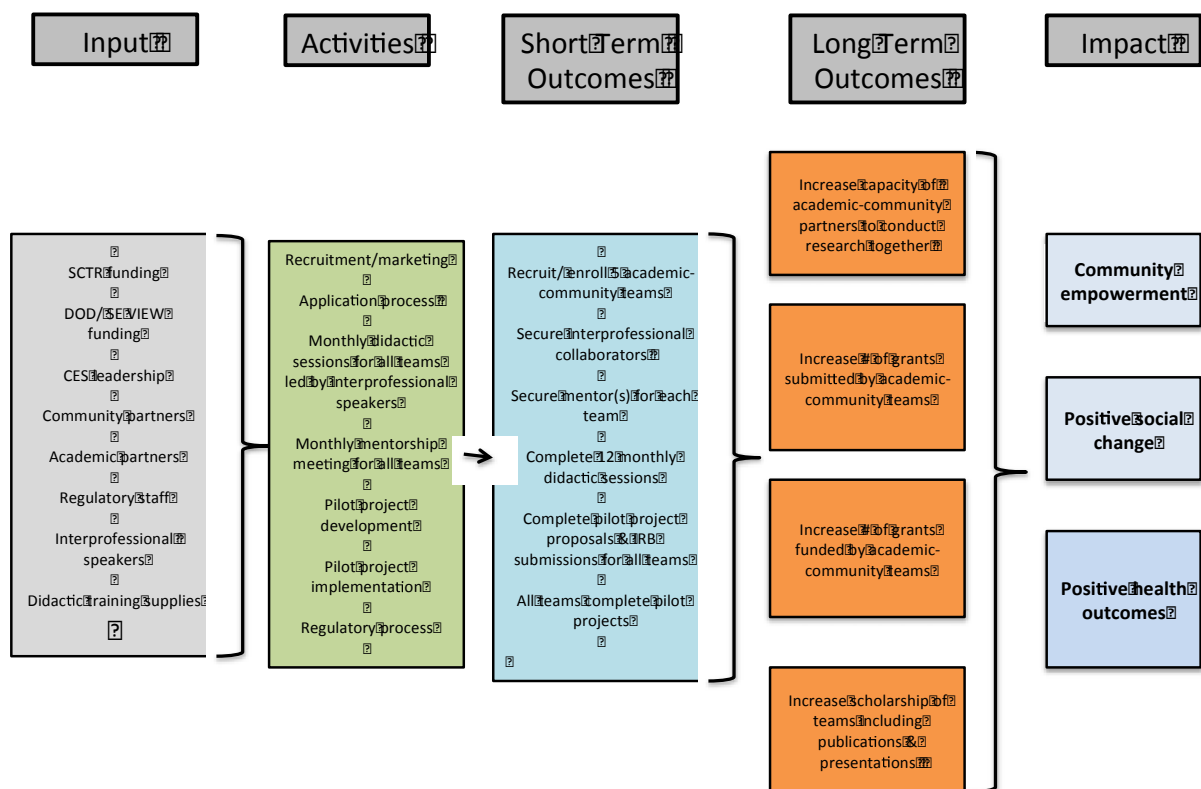 Input
Activities
Short Term
Outcomes
Long Term
Outcomes
Impact
SCTR funding
DOD/ SE VIEW
funding
CES leadership
Community partners
Academic partners
Regulatory staff
Interprofessional
speakers
Didactic training supplies
Recruitment/marketing
Application process
Monthly didactic
sessions for all teams
led by interprofessional
speakers
Monthly mentorship
meeting for all teams
Pilot project
development
Pilot project
implementation
Regulatory process
Recruit/ enroll 5 academic-
community teams
Secure interprofessional
collaborators
Secure mentor(s) for each
team
Complete 12 monthly
didactic sessions
Complete pilot project
proposals & IRB
submissions for all teams
All teams complete pilot
projects
Increase capacity of
academic-community
partners to conduct
research together
Increase # of grants
submitted by academic-
community teams
Increase # of grants
funded by academic-
community teams
Increase scholarship of
teams including
publications &
presentations
Community
empowerment
Positive social
change
Positive health
outcomes